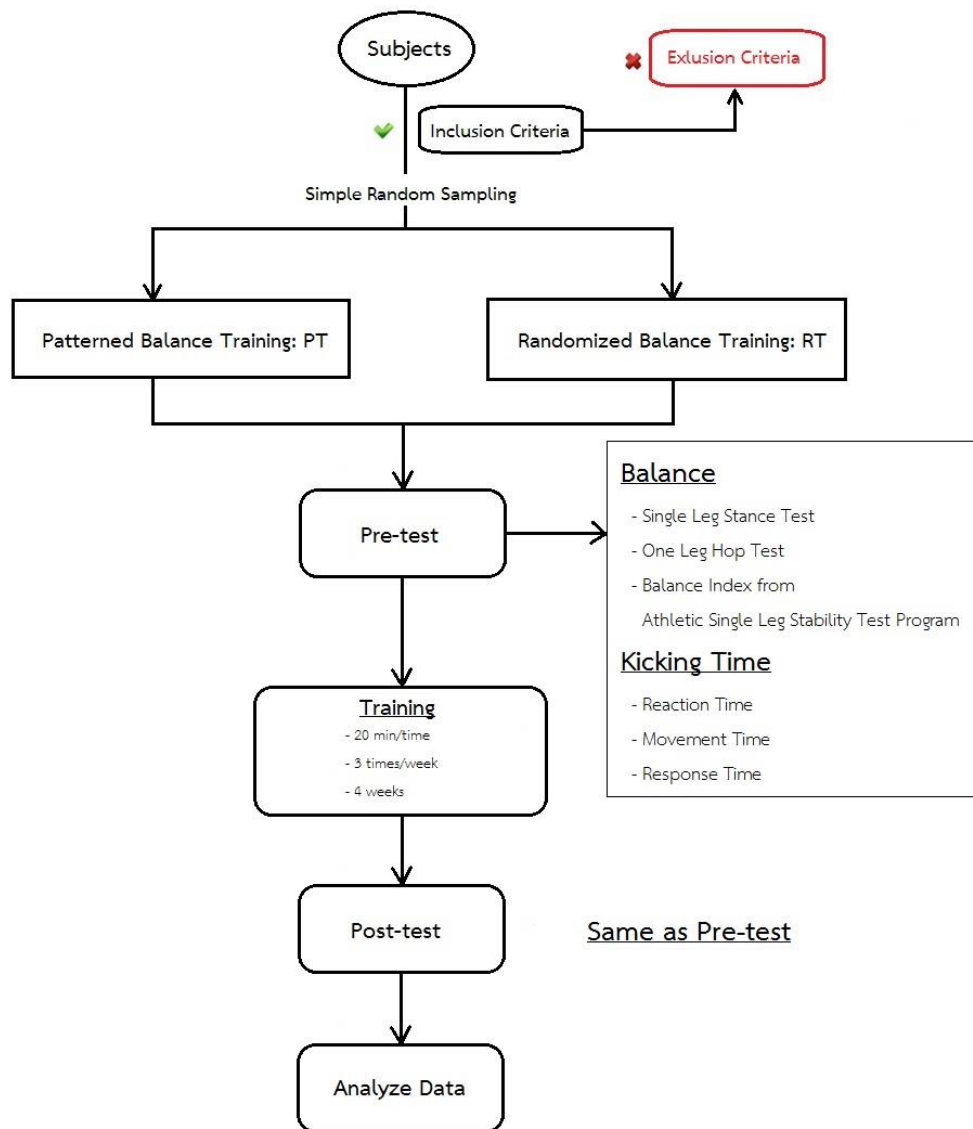 Subjects
Exlusion Criteria
Inclusion Criteria
Simple Random Sampling
Patterned Balance Training: PT
Randomized Balance Training: RT
Pre-test
Balance
- Single Leg Stance Test
- One Leg Hop Test
- Balance Index from
Athletic Single Leg Stability Test Program
Kicking Time
- Reaction Time
- Movement Time
- Response Time
Training
- 20 min/time
- 3 times/week
- 4 weeks
Post-test
Same as Pre-test
Analyze Data